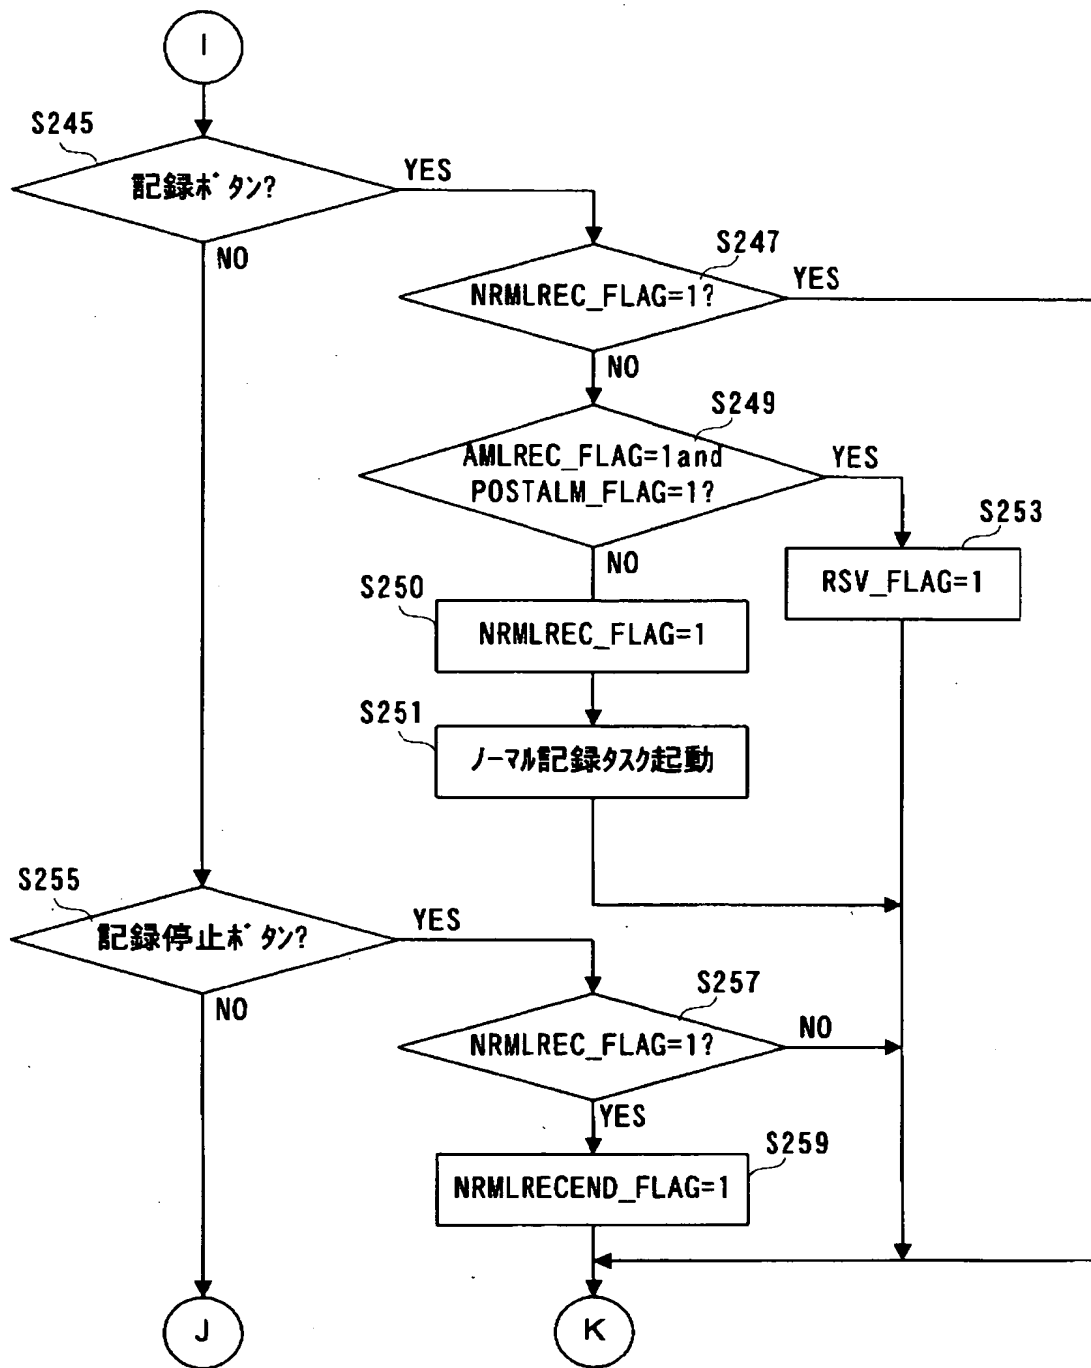 I
S245
記録ボタン?
YES
NO
S247
NRMLREC_FLAG=1?
YES
NO
S249
AMLREC_FLAG=1and
POSTALM_FLAG=1?
YES
NO
S253
RSV_FLAG=1
S250
NRMLREC_FLAG=1
S251
ノーマル記録タスク起動
S255
記録停止ボタン?
YES
NO
S257
NRMLREC_FLAG=1?
NO
YES
S259
NRMLRECEND_FLAG=1
J
K